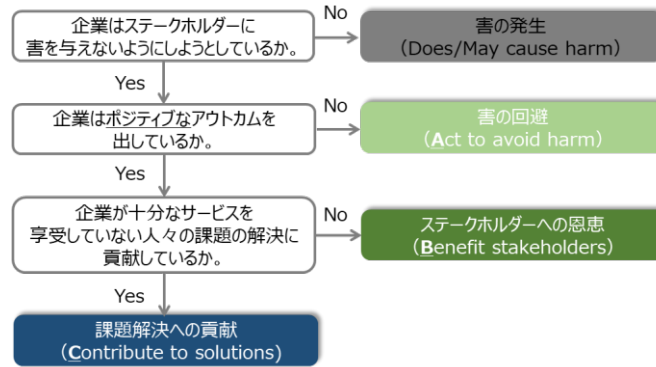 企業はステークホルダーに
害を与えないようにしようとしているか。
No
害の発生
（Does/May cause harm）
Yes
企業はポジティブなアウトカムを
出しているか。
No
害の回避
（Act to avoid harm）
Yes
企業が十分なサービスを
享受していない人々の課題の解決に
貢献しているか。
No
ステークホルダーへの恩恵
（Benefit stakeholders）
Yes
課題解決への貢献
（Contribute to solutions)